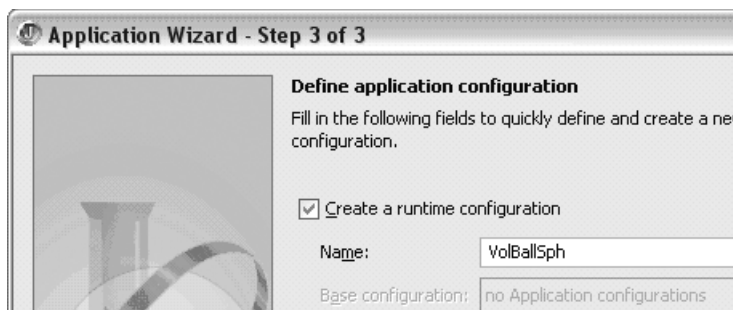 Application Wizard - Step 3 of 3
Define application configuration
Fill in the following fields to quickly define and create a
configuration.
Create a runtime configuration
Name: VolBallSph
Base configuration: no Application configurations